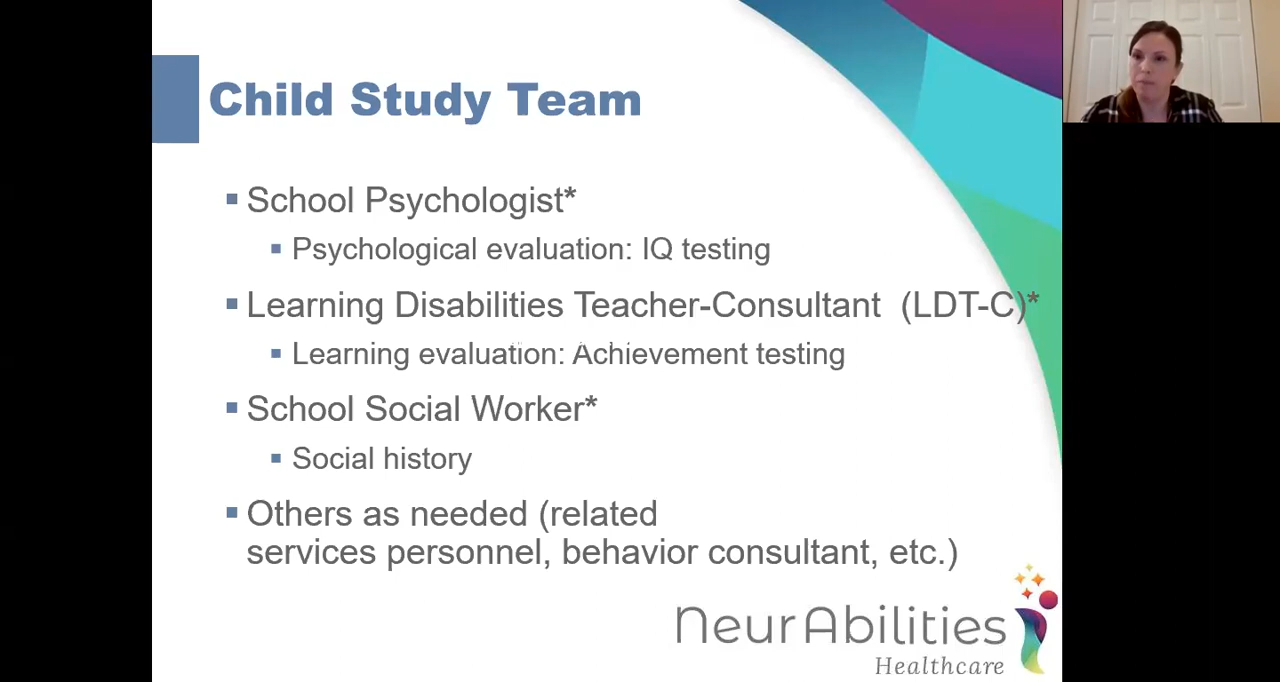 Child Study Team
School Psychologist*
Psychological evaluation: IQ testing
Learning Disabilities Teacher-Consultant (LDT-C)*
Learning evaluation: Achievement testing
School Social Worker*
Social history
Others as needed (related
services personnel, behavior consultant, etc.)
NeurAbilities
Healthcare